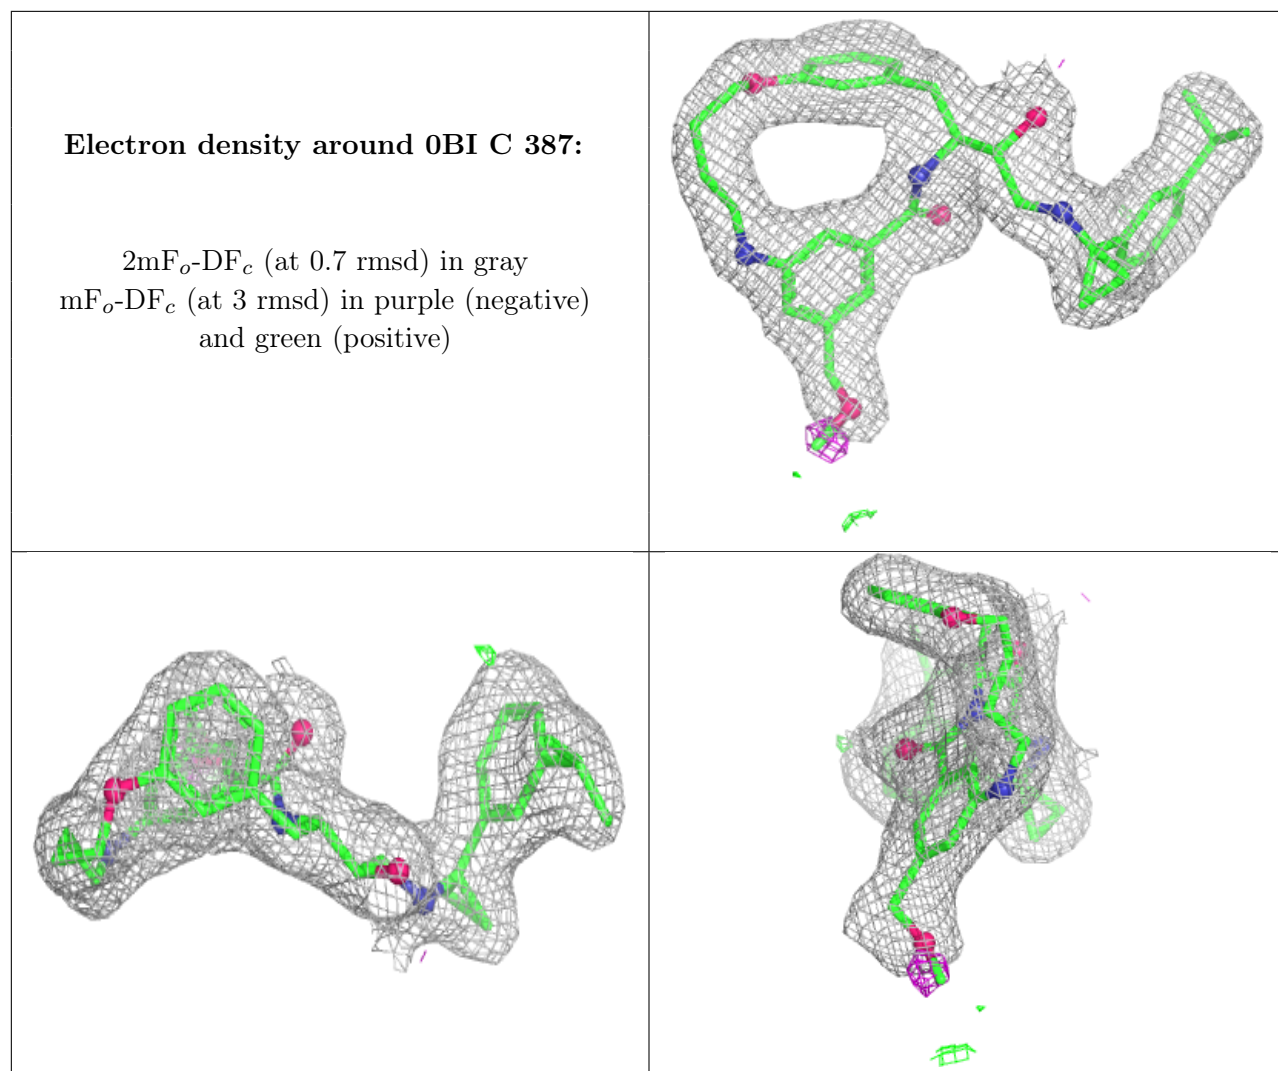 Electron density around 0BI C 387:
2mFo-DFc (at 0.7 rmsd) in gray
mFo-DFc (at 3 rmsd) in purple (negative)
and green (positive)